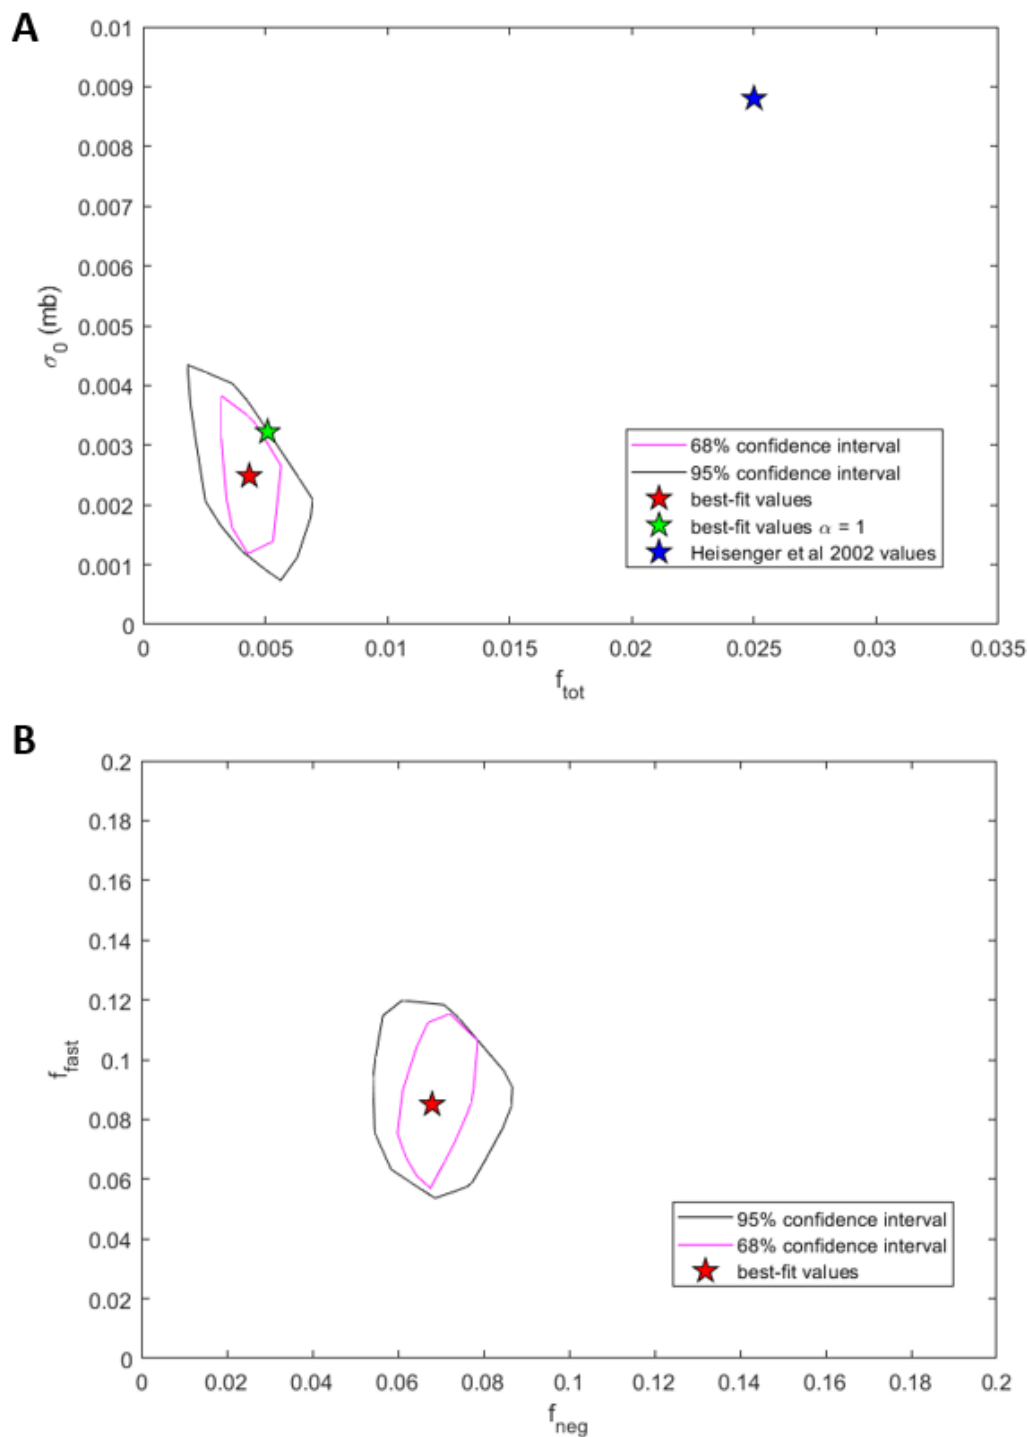 A
0.01
0.009
0.008
0.007
0.006
0.005
0.004
0.003
0.002
0.001
0
σ0 (mb)
68% confidence interval
95% confidence interval
best-fit values
best-fit values α = 1
Heisenger et al 2002 values
0 0.005 0.01 0.015 0.02 0.025 0.03 0.035
ftot
B
0.2
0.18
0.16
0.14
0.12
0.1
0.08
0.06
0.04
0.02
0
ffast
95% confidence interval
68% confidence interval
best-fit values
0 0.02 0.04 0.06 0.08 0.1 0.12 0.14 0.16 0.18 0.2
fneg